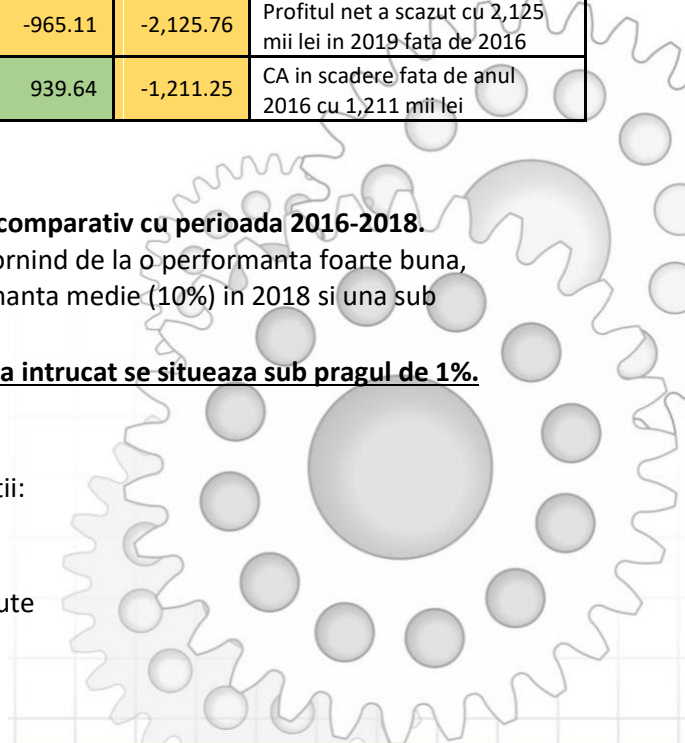 -965.11 -2,125.76 Profitul net a scazut cu 2,125
mii lei in 2019 fata de 2016
939.64 -1,211.25 CA in scadere fata de anul
2016 cu 1,211 mii lei
comparativ cu perioada 2016-2018.
ornind de la o performanta foarte buna,
nanta medie (10%) in 2018 si una sub
a intrucat se situeaza sub pragul de 1%.
tii:
ute